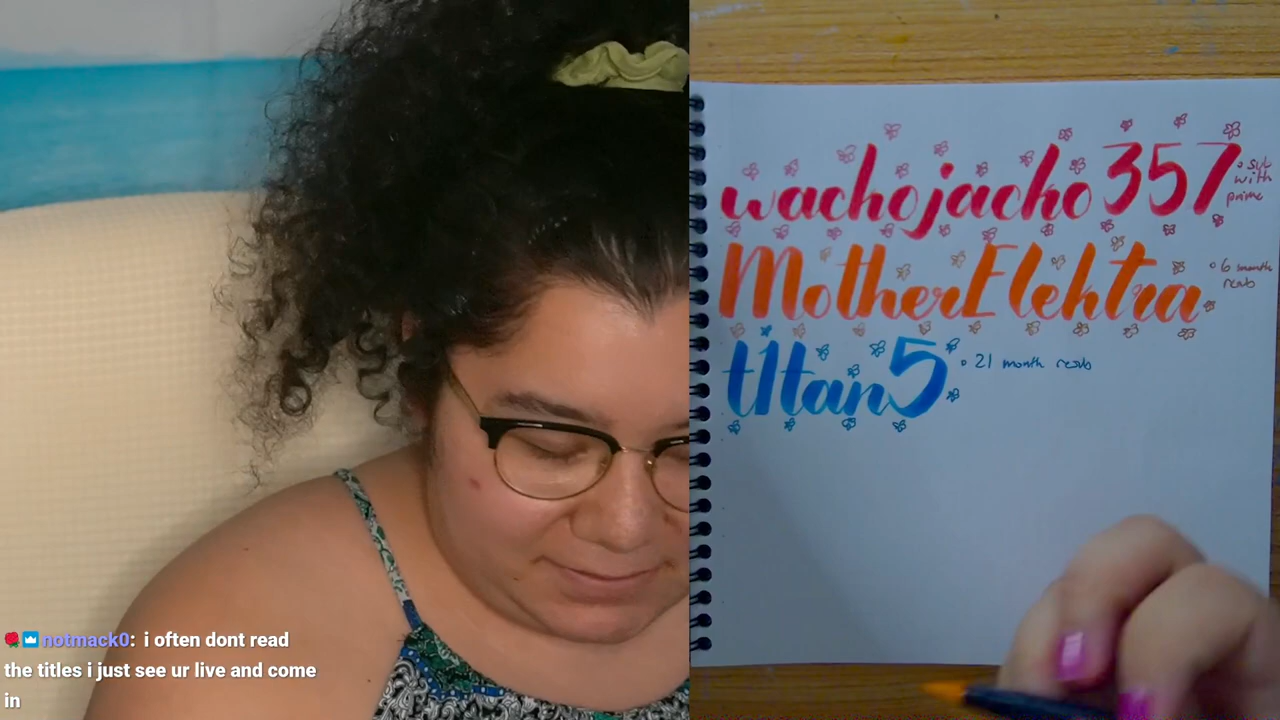 notmack0: i often dont read
the titles i just see ur live and come
in
wachojacko357
• sub
with
prime
MotherElektra
• 6 month
resub
t1tan5
• 21 month resub